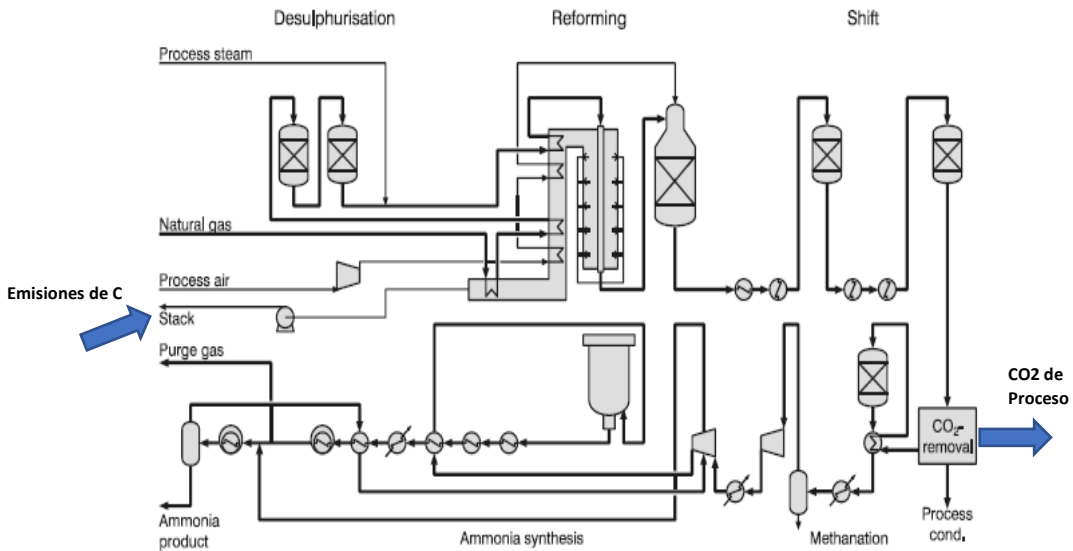 Desulphurisation
Reforming
Shift
Process steam
Natural gas
Process air
Emisiones de C
Stack
Purge gas
CO2 de
Proceso
CO₂-
removal
Ammonia
product
Ammonia synthesis
Methanation
Process
cond.